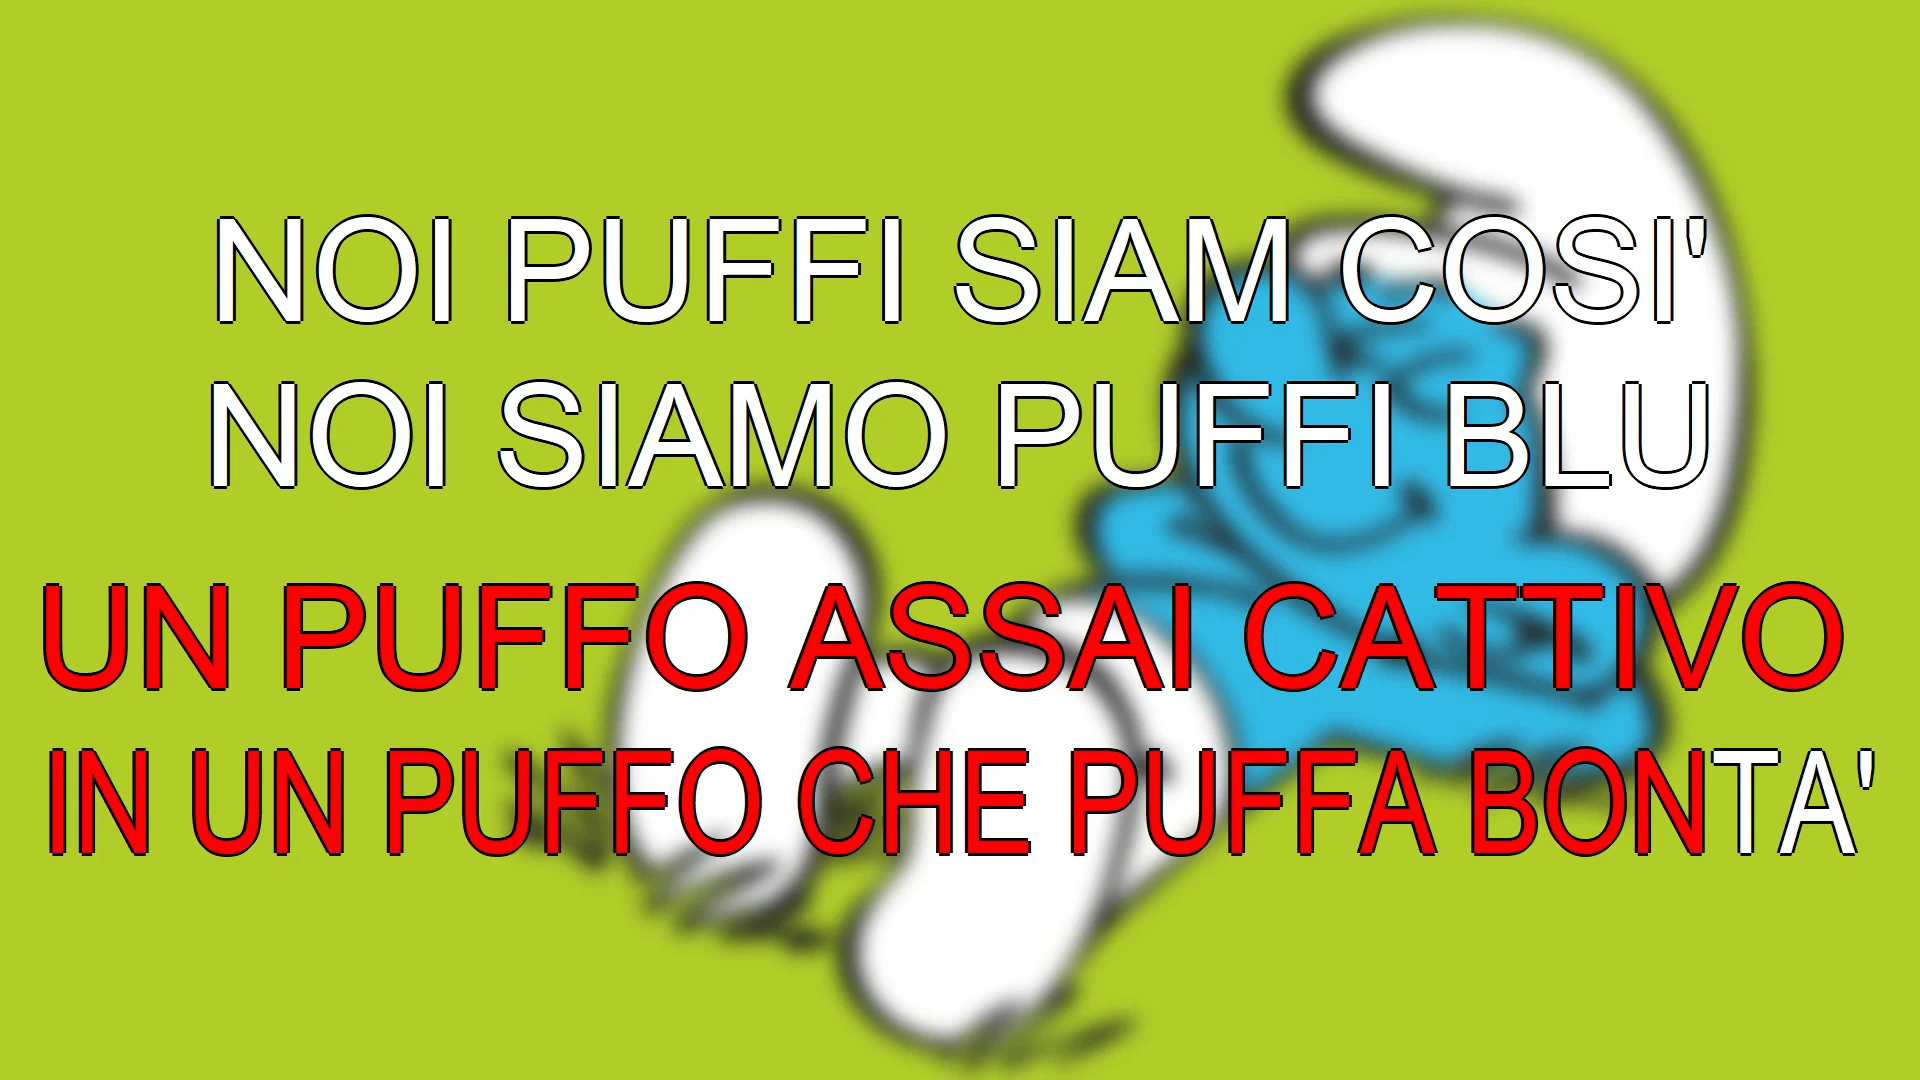 NOI PUFFI SIAM COSI'
NOI SIAMO PUFFI BLU
UN PUFFO ASSAI CATTIVO
IN UN PUFFO CHE PUFFA BONTA'